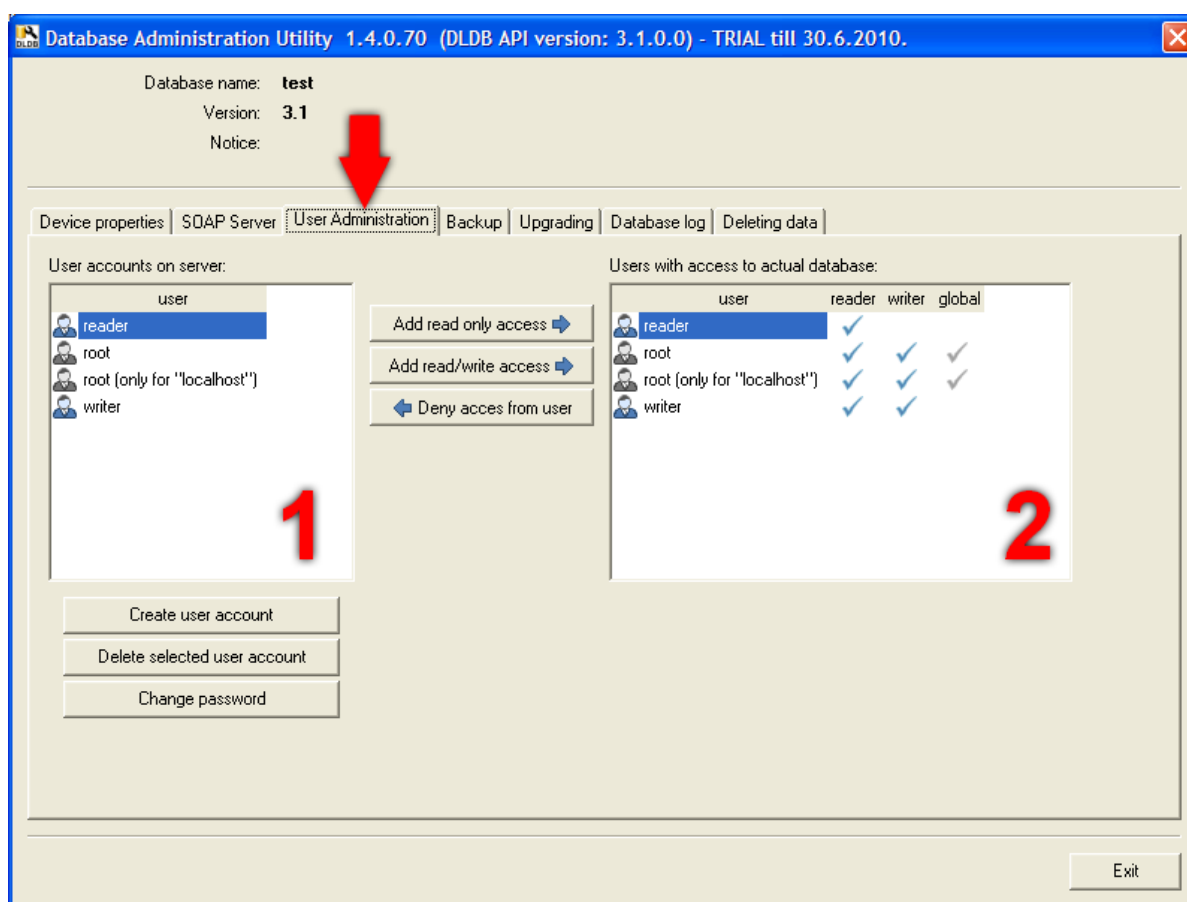 Database Administration Utility 1.4.0.70 (DLDB API version: 3.1.0.0) - TRIAL till 30.6.2010.
Database name: test
Version: 3.1
Notice:
Device properties SOAP Server User Administration Backup Upgrading Database log Deleting data
User accounts on server:
user
reader
root
root (only for "localhost")
writer
1
Create user account
Delete selected user account
Change password
Add read only access
Add read/write access
Deny acces from user
Users with access to actual database:
user reader writer global
reader
root
root (only for "localhost")
writer
2
Exit